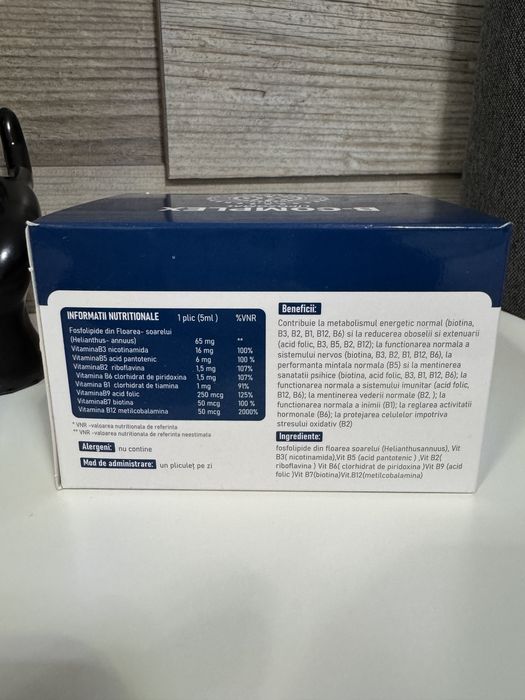 B-COMPLEX
INFORMATII NUTRITIONALE 1 plic (5ml) %VNR
Fosfolipide din Floarea- soarelui
(Helianthus- annuus) 65 mg **
VitaminaB3 nicotinamida 16 mg 100%
VitaminaB5 acid pantotenic 6 mg 100 %
VitaminaB2 riboflavina 1,5 mg 107%
Vitamina B6 clorhidrat de piridoxina 1,5 mg 107%
Vitamina B1 clorhidrat de tiamina 1 mg 91%
VitaminaB9 acid folic 250 mcg 125%
VitaminaB7 biotina 50 mcg 100 %
Vitamina B12 metilcobalamina 50 mcg 2000%
* VNR -valoarea nutritionala de referinta
** VNR -valoarea nutritionala de referinta neestimata
Alergeni: nu contine
Mod de administrare: un pliculeț pe zi
Beneficii:
Contribuie la metabolismul energetic normal (biotina,
B3, B2, B1, B12, B6) si la reducerea oboselii si extenuarii
(acid folic, B3, B5, B2, B12); la functionarea normala a
sistemului nervos (biotina, B3, B2, B1, B12, B6), la
performanta mintala normala (B5) si la mentinerea
sanatatii psihice (biotina, acid folic, B3, B1, B12, B6); la
functionarea normala a sistemului imunitar (acid folic,
B12, B6); la mentinerea vederii normale (B2, ); la
functionarea normala a inimii (B1); la reglarea activitatii
hormonale (B6); la protejarea celulelor impotriva
stresului oxidativ (B2)
Ingrediente:
fosfolipide din floarea soarelui (Helianthusannuus), Vit
B3( nicotinamida),Vit B5 (acid pantotenic ) ,Vit B2(
riboflavina ) Vit B6( clorhidrat de piridoxina )Vit B9 (acid
folic )Vit B7(biotina)Vit.B12(metilcobalamina)